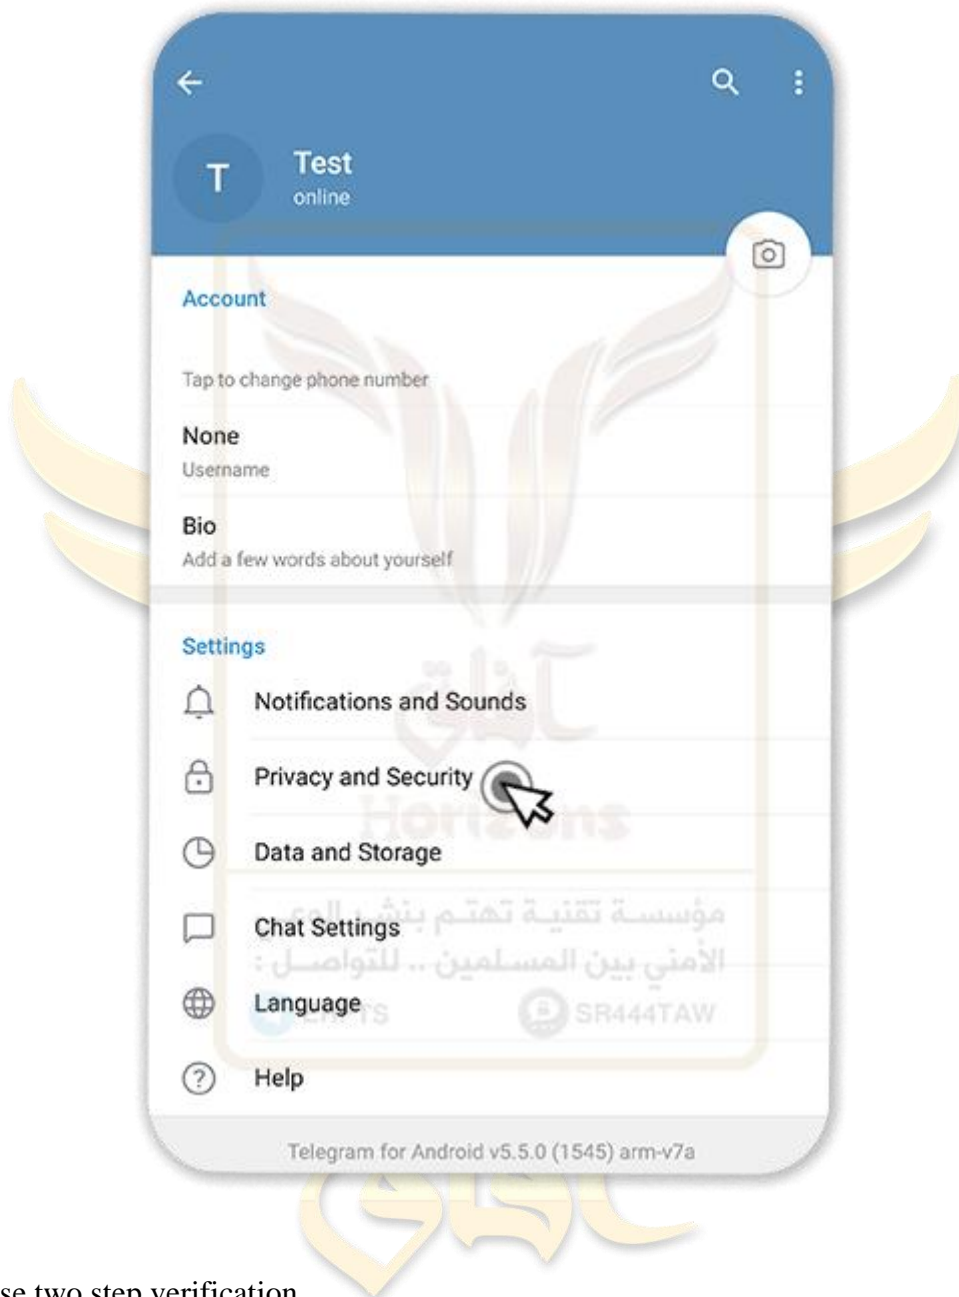 T
Test
online
Account
Tap to change phone number
None
Username
Bio
Add a few words about yourself
Settings
آفاق
Notifications and Sounds
Privacy and Security
Horizons
Data and Storage
مؤسسة تقنية تهتم بنشر الوعي
Chat Settings
الأمني بين المسلمين .. للتواصل :
Language
SR444TAW
Help
Telegram for Android v5.5.0 (1545) arm-v7a
آفاق
two step verification